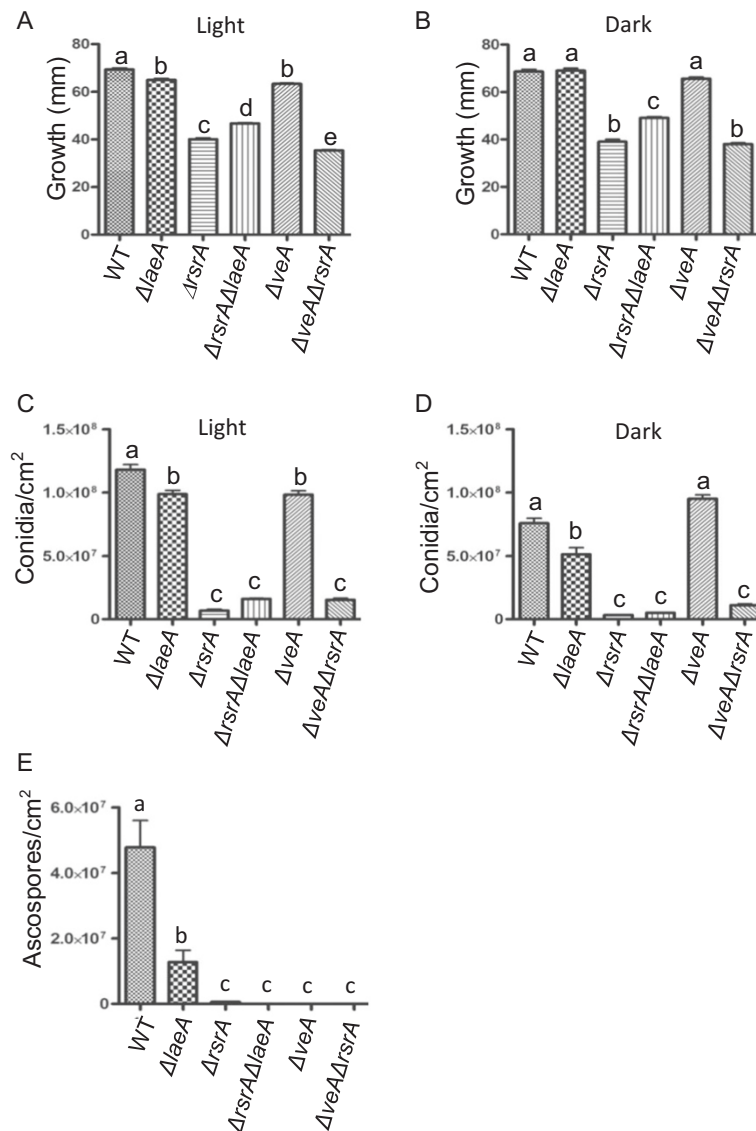 A
Light
Growth (mm)
80
60
40
20
0
a
b
c
d
b
e
WT
ΔlaeA
ΔrsrA
ΔrsrAΔlaeA
ΔveA
ΔveAΔrsrA
B
Dark
Growth (mm)
80
60
40
20
0
a
a
b
c
a
b
WT
ΔlaeA
ΔrsrA
ΔrsrAΔlaeA
ΔveA
ΔveAΔrsrA
C
Light
Conidia/cm²
1.5×10⁸
1.0×10⁸
5.0×10⁷
0
a
b
c
c
b
c
WT
ΔlaeA
ΔrsrA
ΔrsrAΔlaeA
ΔveA
ΔveAΔrsrA
D
Dark
Conidia/cm²
1.5×10⁸
1.0×10⁸
5.0×10⁷
0
a
b
c
c
a
c
WT
ΔlaeA
ΔrsrA
ΔrsrAΔlaeA
ΔveA
ΔveAΔrsrA
E
Ascospores/cm²
6.0×10⁷
4.0×10⁷
2.0×10⁷
0
a
b
c
c
c
c
WT
ΔlaeA
ΔrsrA
ΔrsrAΔlaeA
ΔveA
ΔveAΔrsrA